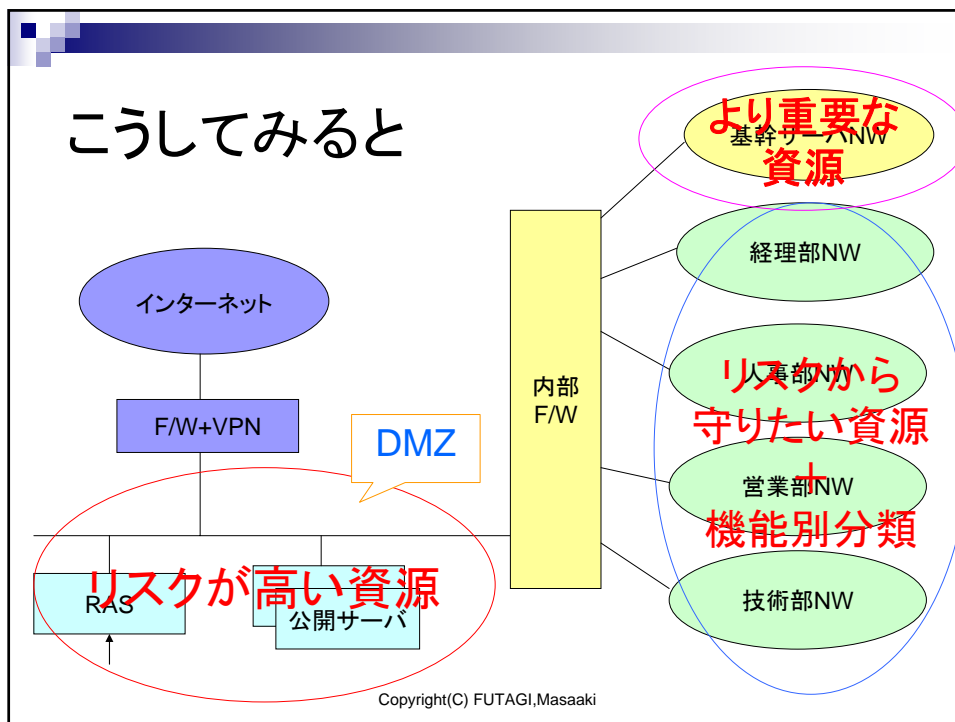 こうしてみると
より重要な
基幹サーバNW
資源
経理部NW
インターネット
人事部NW
リスクから
内部
F/W
守りたい資源
F/W+VPN
DMZ
+
営業部NW
機能別分類
リスクが高い資源
RAS
公開サーバ
技術部NW
Copyright(C) FUTAGI,Masaaki